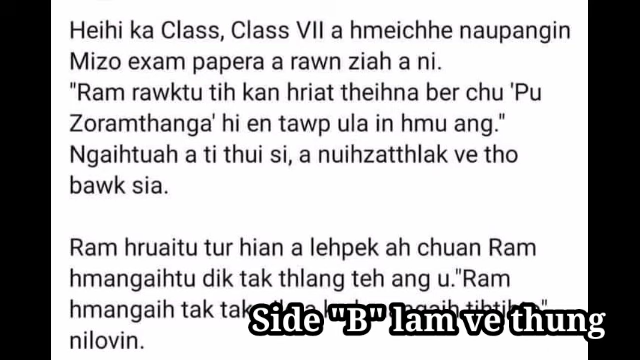 Heihi ka Class, Class VII a hmeichhe naupangin
Mizo exam papera a rawn ziah a ni.
"Ram rawktu tih kan hriat theihna ber chu 'Pu
Zoramthanga' hi en tawp ula in hmu ang."
Ngaihtuah a ti thui si, a nuihzatthlak ve tho
bawk sia.
Ram hruaitu tur hian a lehpek ah chuan Ram
hmangaihtu dik tak thlang teh ang u."Ram
hmangaih tak tak
nilovin.
Side "B" lam ve thung